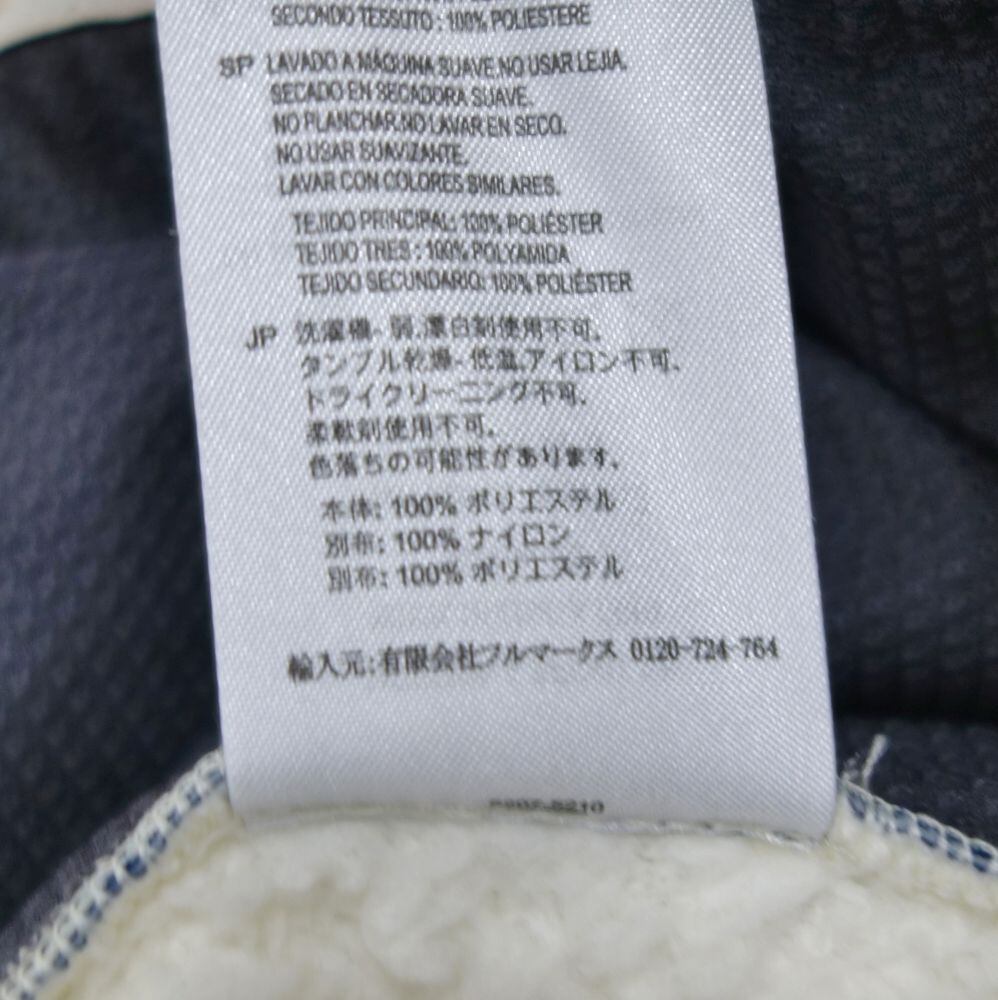 SECONDO TESSUTO : 100% POLIESTERE
SP LAVADO A MÁQUINA SUAVE, NO USAR LEJIA.
SECADO EN SECADORA SUAVE.
NO PLANCHAR, NO LAVAR EN SECO.
NO USAR SUAVIZANTE.
LAVAR CON COLORES SIMILARES.
TEJIDO PRINCIPAL: 100% POLIÉSTER
TEJIDO TRES : 100% POLYAMIDA
TEJIDO SECUNDARIO: 100% POLIÉSTER
JP 洗濯機- 弱, 漂白剤使用不可.
タンブル乾燥- 低温, アイロン不可.
トライクリーニング不可.
柔軟剤使用不可.
色落ちの可能性があります.
本体: 100% ポリエステル
別布: 100% ナイロン
別布: 100% ポリエステル
輸入元: 有限会社フルマークス 0120-724-764